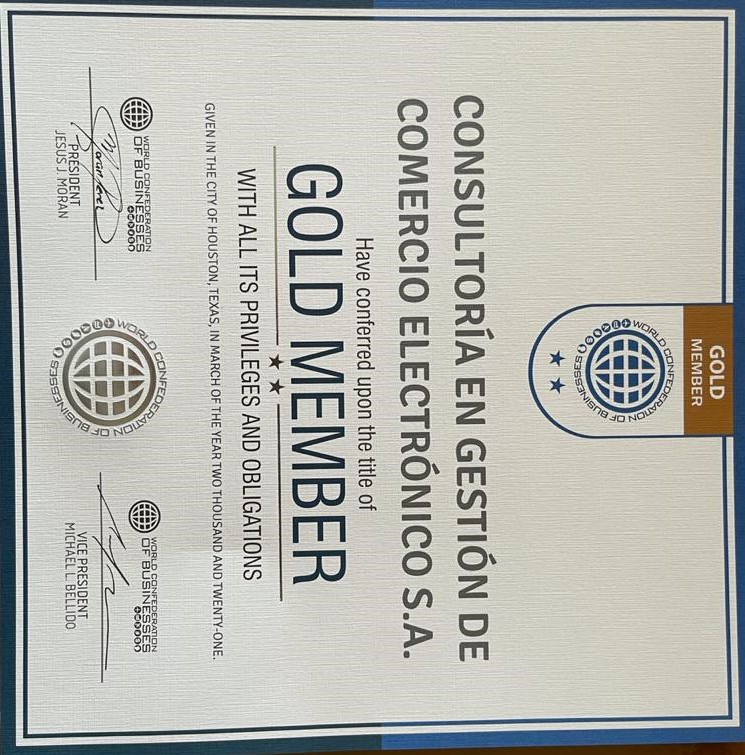 GOLD
MEMBER
WORLD CONFEDERATION OF BUSINESSES
CONSULTORÍA EN GESTIÓN DE
COMERCIO ELECTRÓNICO S.A.
Have conferred upon the title of
GOLD MEMBER
WITH ALL ITS PRIVILEGES AND OBLIGATIONS
GIVEN IN THE CITY OF HOUSTON, TEXAS, IN MARCH OF THE YEAR TWO THOUSAND AND TWENTY-ONE.
WORLD CONFEDERATION
OF BUSINESSES
PRESIDENT
JESUS J. MORAN
WORLD CONFEDERATION OF BUSINESSES
WORLD CONFEDERATION
OF BUSINESSES
VICE PRESIDENT
MICHAEL L. BELLIDO